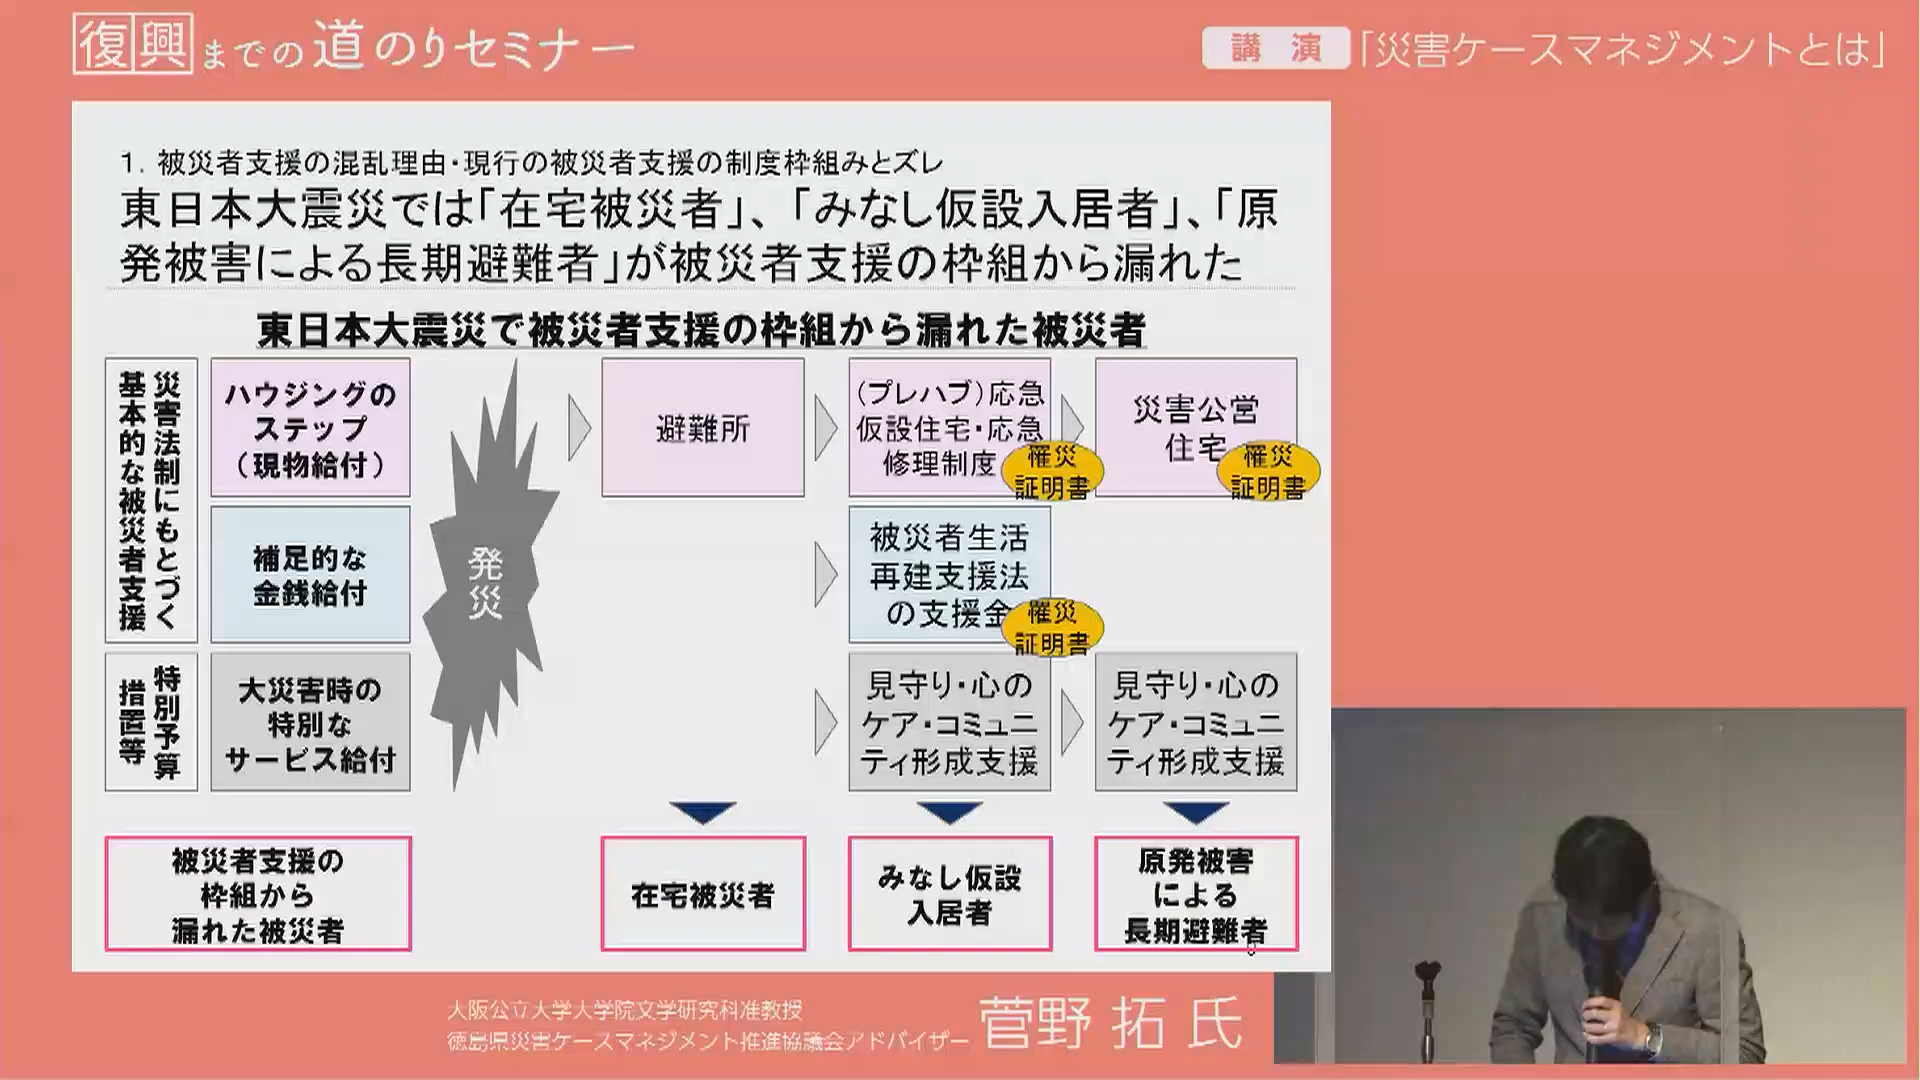 復興までの道のりセミナー
講演「災害ケースマネジメントとは」
1. 被災者支援の混乱理由・現行の被災者支援の制度枠組みとズレ
東日本大震災では「在宅被災者」、「みなし仮設入居者」、「原
発被害による長期避難者」が被災者支援の枠組から漏れた
東日本大震災で被災者支援の枠組から漏れた被災者
災害法制にもとづく
基本的な被災者支援
ハウジングの
ステップ
(現物給付)
発災
避難所
(プレハブ)応急
仮設住宅・応急
修理制度
罹災
証明書
災害公営
住宅
罹災
証明書
補足的な
金銭給付
被災者生活
再建支援法
の支援金
罹災
証明書
特別予算
措置等
大災害時の
特別な
サービス給付
見守り・心の
ケア・コミュニ
ティ形成支援
見守り・心の
ケア・コミュニ
ティ形成支援
被災者支援の
枠組から
漏れた被災者
在宅被災者
みなし仮設
入居者
原発被害
による
長期避難者
大阪公立大学大学院文学研究科准教授
徳島県災害ケースマネジメント推進協議会アドバイザー
菅野 拓 氏